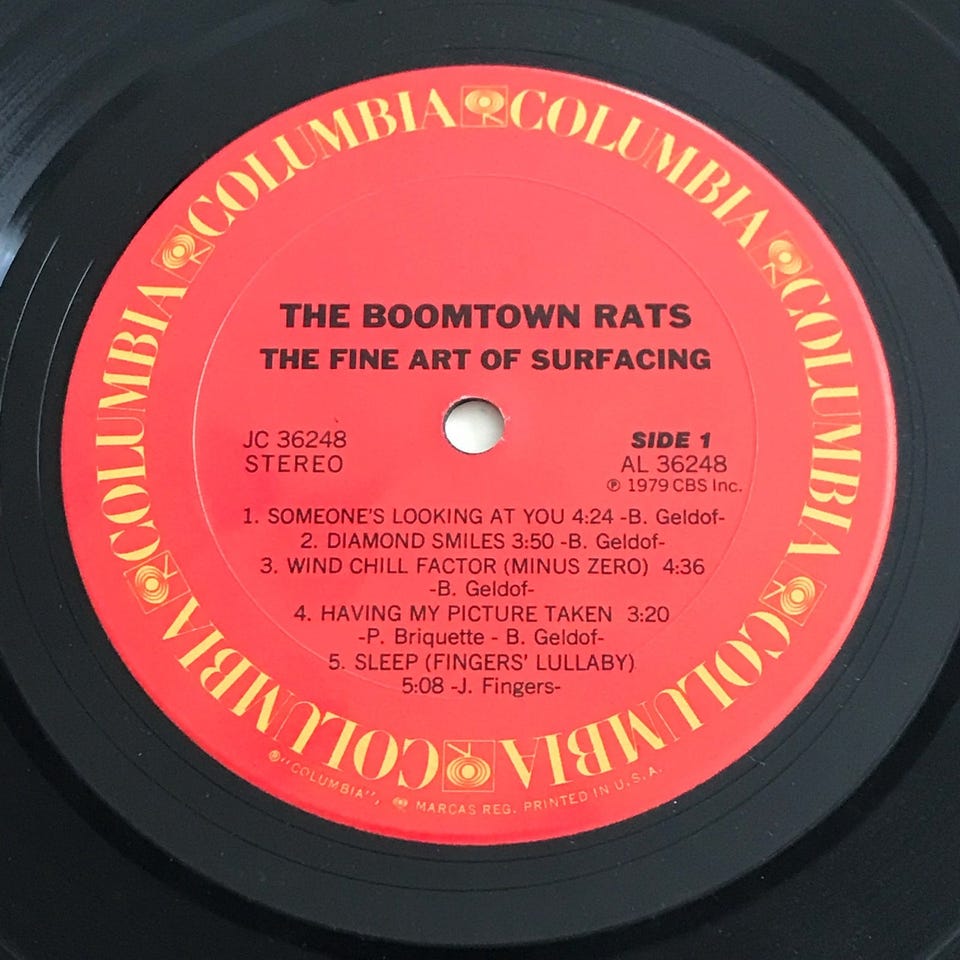 COLUMBIA COLUMBIA COLUMBIA COLUMBIA COLUMBIA COLUMBIA
THE BOOMTOWN RATS
THE FINE ART OF SURFACING
JC 36248
STEREO
SIDE 1
AL 36248
℗ 1979 CBS Inc.
1. SOMEONE'S LOOKING AT YOU 4:24 -B. Geldof-
2. DIAMOND SMILES 3:50 -B. Geldof-
3. WIND CHILL FACTOR (MINUS ZERO) 4:36
-B. Geldof-
4. HAVING MY PICTURE TAKEN 3:20
-P. Briquette - B. Geldof-
5. SLEEP (FINGERS' LULLABY)
5:08 -J. Fingers-
® "COLUMBIA", MARCAS REG. PRINTED IN U.S.A.